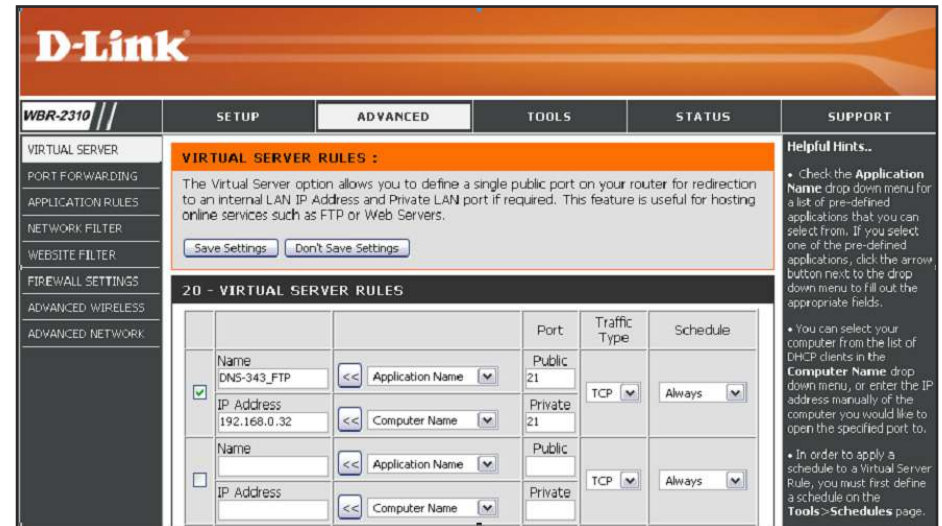 D-Link
WBR-2310
SETUP
ADVANCED
TOOLS
STATUS
SUPPORT
VIRTUAL SERVER
PORT FORWARDING
APPLICATION RULES
NETWORK FILTER
WEBSITE FILTER
FIREWALL SETTINGS
ADVANCED WIRELESS
ADVANCED NETWORK
VIRTUAL SERVER RULES :
The Virtual Server option allows you to define a single public port on your router for redirection
to an internal LAN IP Address and Private LAN port if required. This feature is useful for hosting
online services such as FTP or Web Servers.
Save Settings
Don't Save Settings
20 - VIRTUAL SERVER RULES
Port
Traffic
Type
Schedule
Name
DNS-343_FTP
<<
Application Name
Public
21
TCP
Always
IP Address
192.168.0.32
<<
Computer Name
Private
21
Name
<<
Application Name
Public
TCP
Always
IP Address
<<
Computer Name
Private
Helpful Hints..
• Check the Application
Name drop down menu for
a list of pre-defined
applications that you can
select from. If you select
one of the pre-defined
applications, click the arrow
button next to the drop
down menu to fill out the
appropriate fields.
• You can select your
computer from the list of
DHCP clients in the
Computer Name drop
down menu, or enter the IP
address manually of the
computer you would like to
open the specified port to.
• In order to apply a
schedule to a Virtual Server
Rule, you must first define
a schedule on the
Tools>Schedules page.